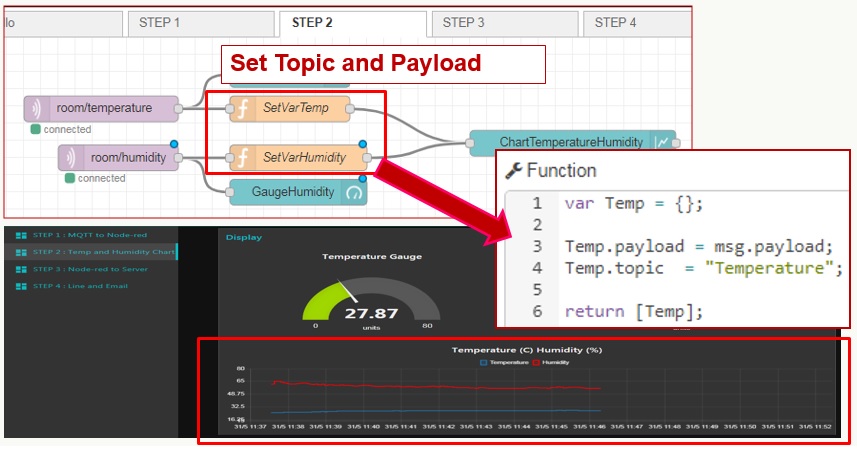 llo
STEP 1
STEP 2
STEP 3
STEP 4
Set Topic and Payload
room/temperature
connected
SetVarTemp
room/humidity
connected
SetVarHumidity
GaugeHumidity
ChartTemperatureHumidity
Function
1 var Temp = {};
2
3 Temp.payload = msg.payload;
4 Temp.topic = "Temperature";
5
6 return [Temp];
STEP 1 : MQTT to Node-red
STEP 2 : Temp and Humidity Chart
STEP 3 : Node-red to Server
STEP 4 : Line and Email
Display
Temperature Gauge
27.87
units
0
80
Temperature (C) Humidity (%)
Temperature Humidity
80
65
48.75
32.5
16.25
31/5 11:37 31/5 11:38 31/5 11:39 31/5 11:40 31/5 11:41 31/5 11:42 31/5 11:43 31/5 11:44 31/5 11:45 31/5 11:46 31/5 11:47 31/5 11:48 31/5 11:49 31/5 11:50 31/5 11:51 31/5 11:52